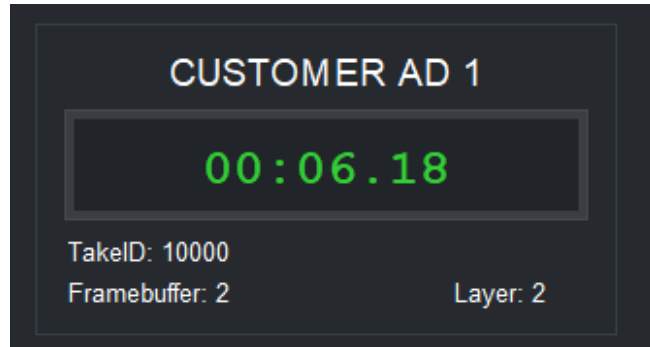 CUSTOMER AD 1
00:06.18
TakeID: 10000
Framebuffer: 2 Layer: 2